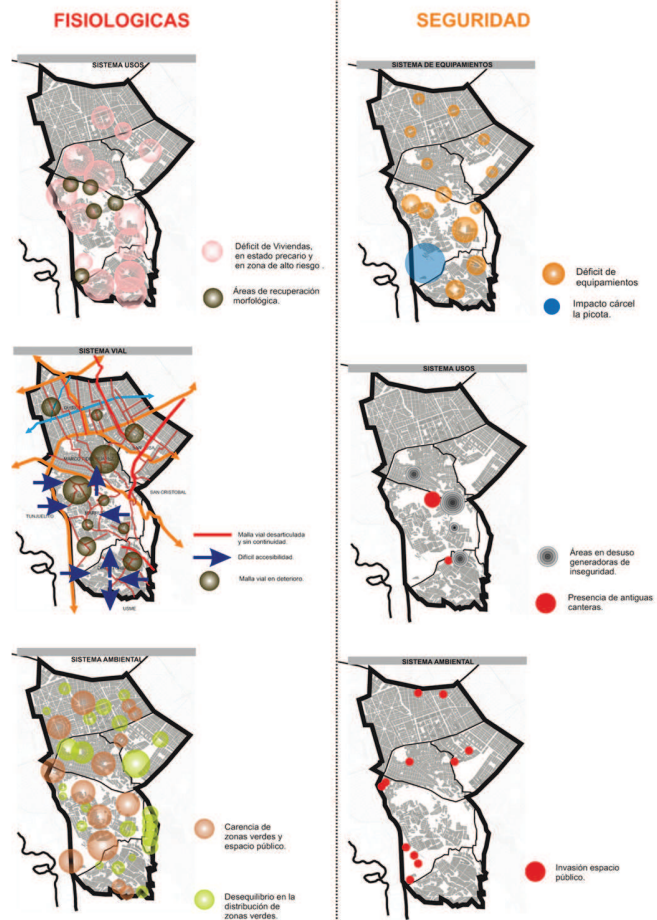 FISIOLOGICAS
SISTEMA USOS
Déficit de Viviendas,
en estado precario y
en zona de alto riesgo .
Áreas de recuperación
morfológica.
SISTEMA VIAL
SAN CRISTOBAL
TUNJUELITO
USME
Malla vial desarticulada
y sin continuidad.
Difícil accesibilidad.
Malla vial en deterioro.
SISTEMA AMBIENTAL
Carencia de
zonas verdes y
espacio público.
Desequilibrio en la
distribución de
zonas verdes.
SEGURIDAD
SISTEMA DE EQUIPAMIENTOS
Déficit de
equipamientos
Impacto cárcel
la picota.
SISTEMA USOS
Áreas en desuso
generadoras de
inseguridad.
Presencia de antiguas
canteras.
SISTEMA AMBIENTAL
Invasión espacio
público.